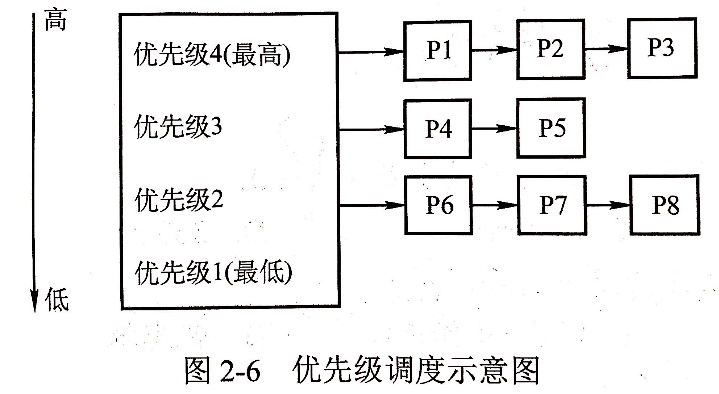 高
优先级4(最高) P1 P2 P3
优先级3 P4 P5
优先级2 P6 P7 P8
优先级1(最低)
低
图 2-6 优先级调度示意图